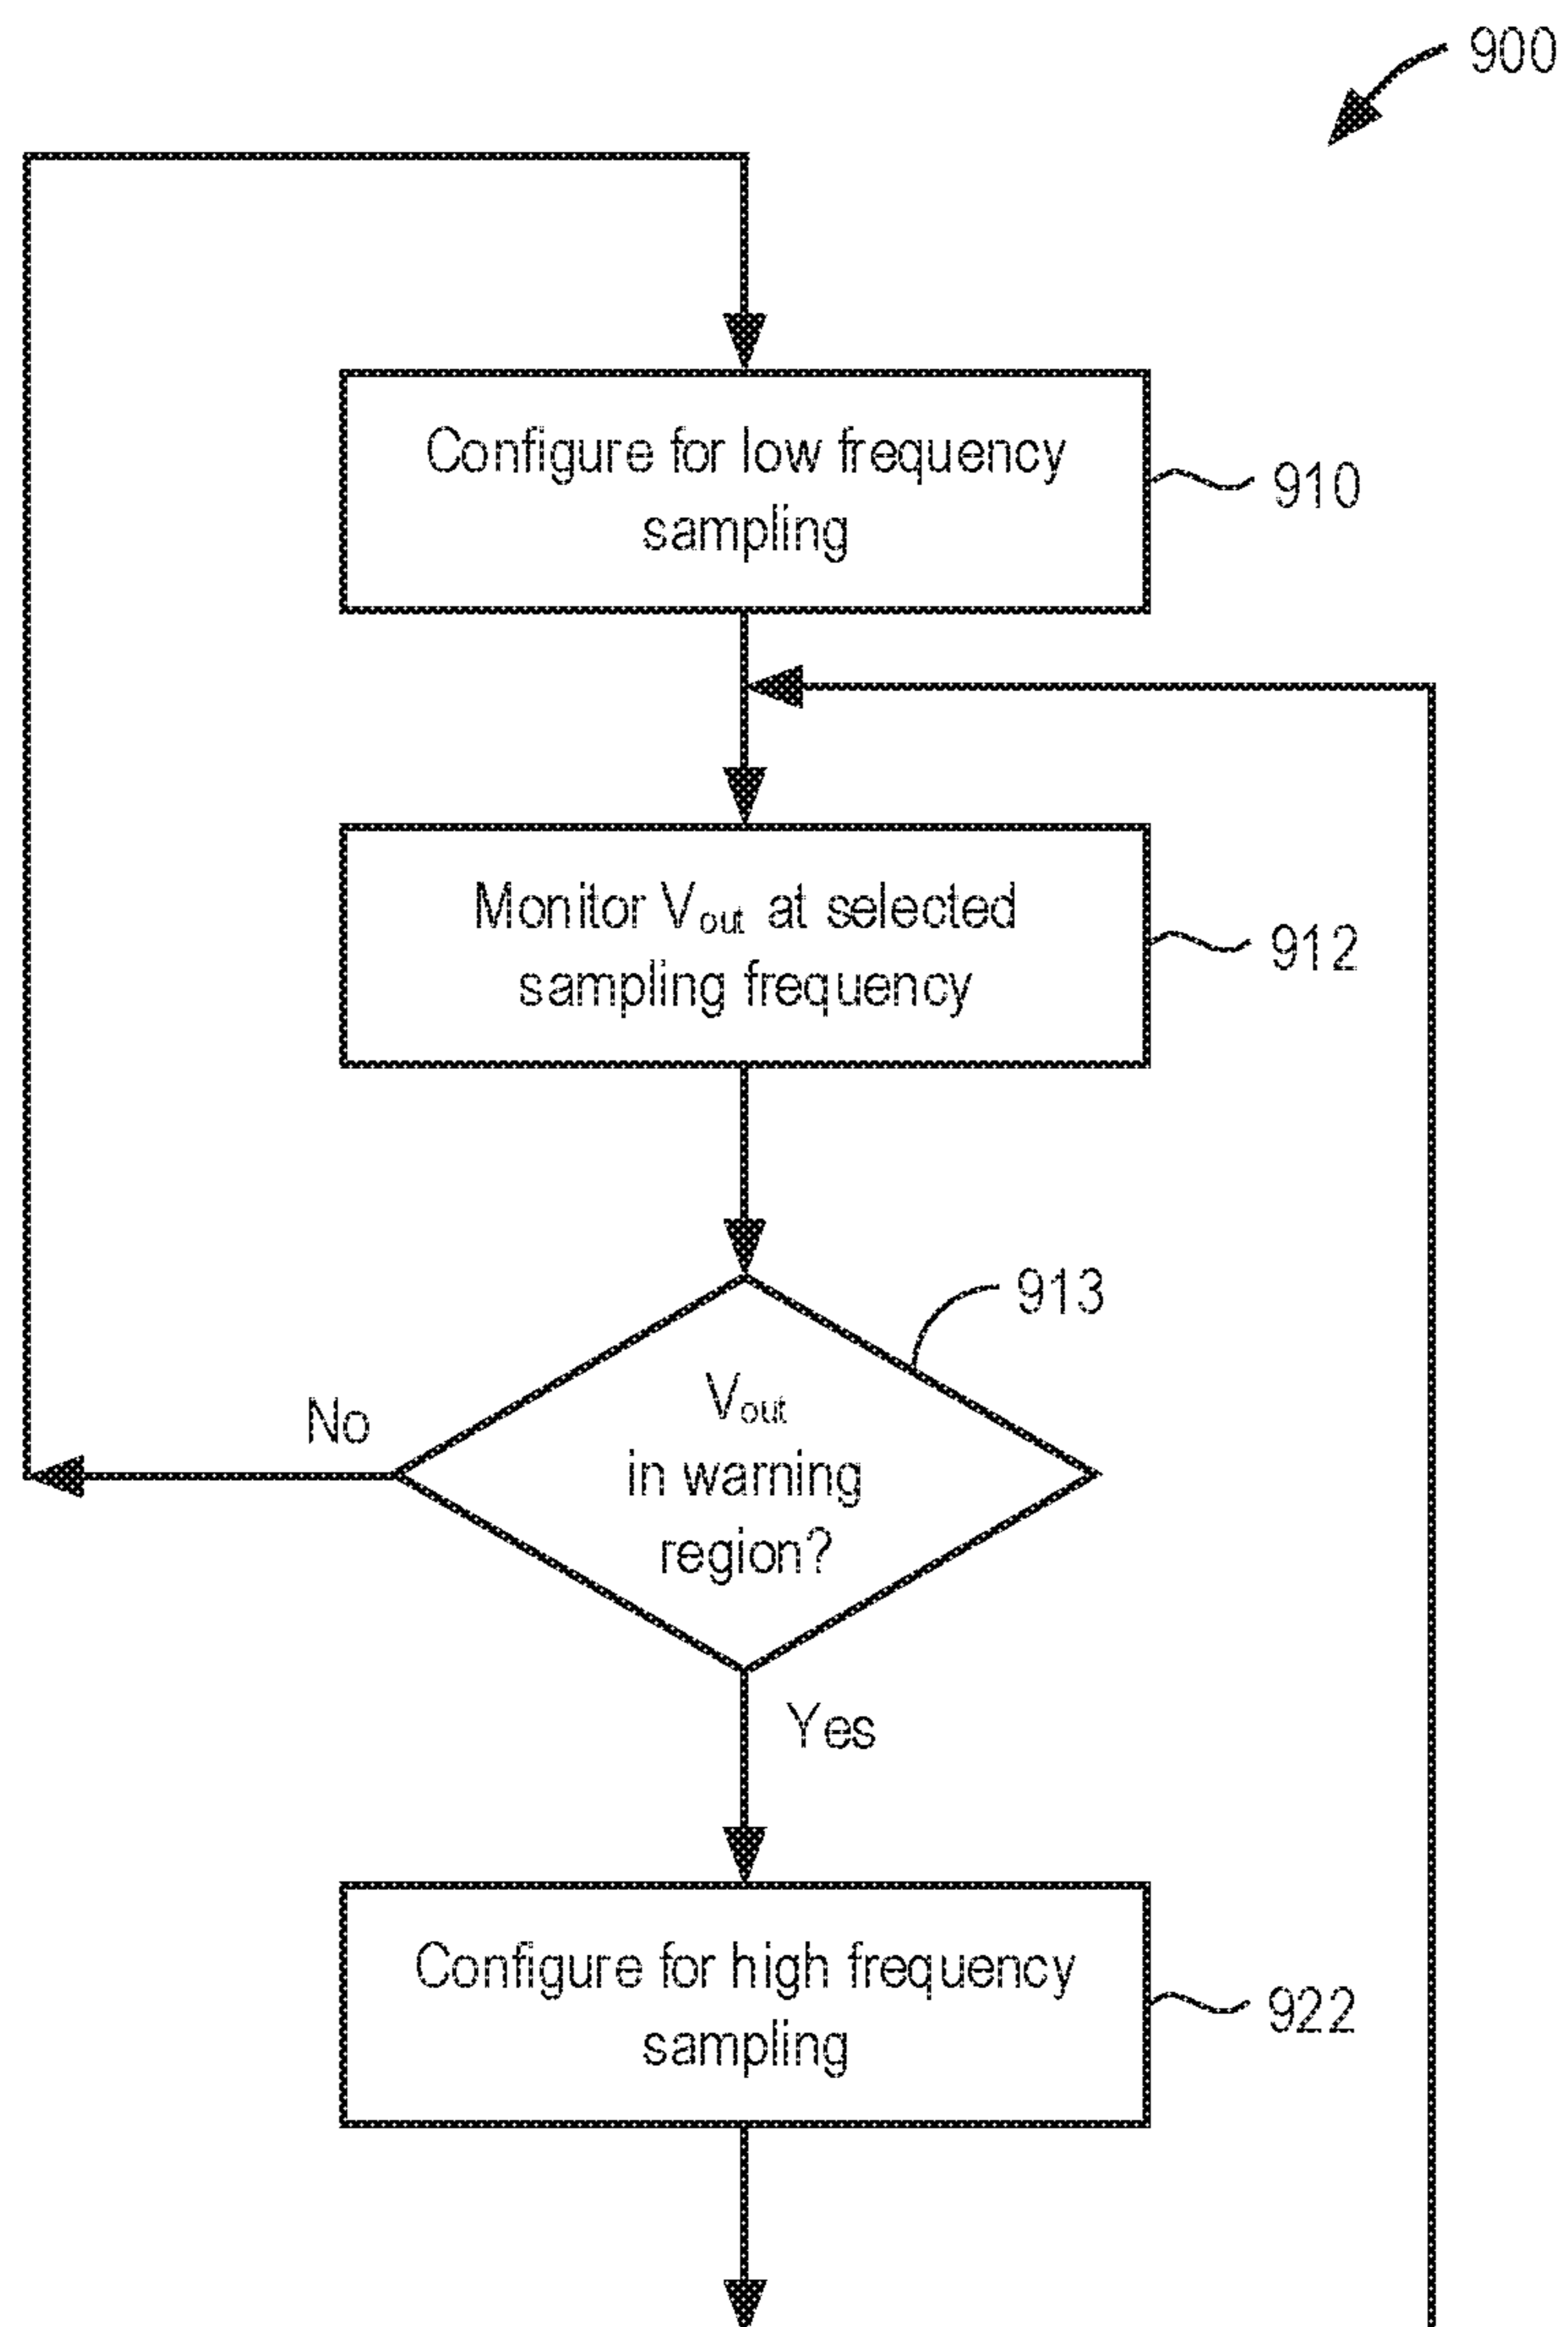 900
Configure for low frequency
sampling
910
Monitor Vout at selected
sampling frequency
912
913
Vout
in warning
region?
No
Yes
Configure for high frequency
sampling
922